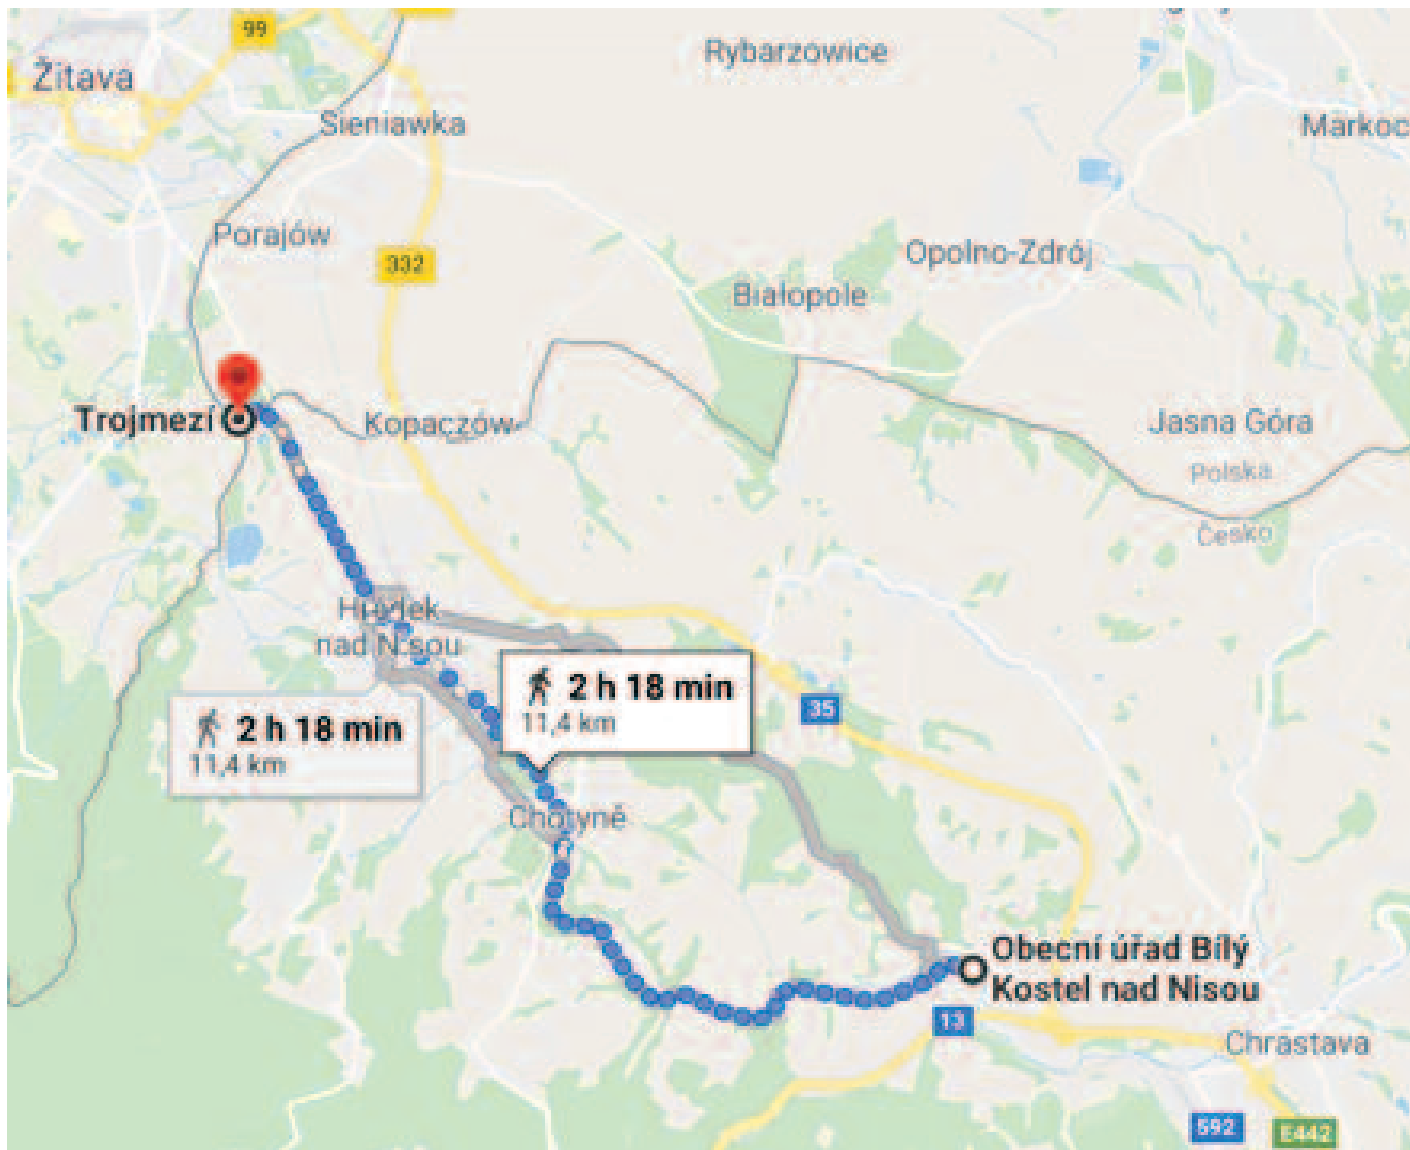 99
Žitava
Rybarzowice
Sieniawka
Markoc
Porajów
332
Opolno-Zdrój
Białopole
Trojmezí
Kopaczów
Jasna Góra
Polska
Česko
Hrádek
nad Nisou
2 h 18 min
11,4 km
35
2 h 18 min
11,4 km
Chotyně
Obecní úřad Bílý
Kostel nad Nisou
13
Chrastava
592
E442